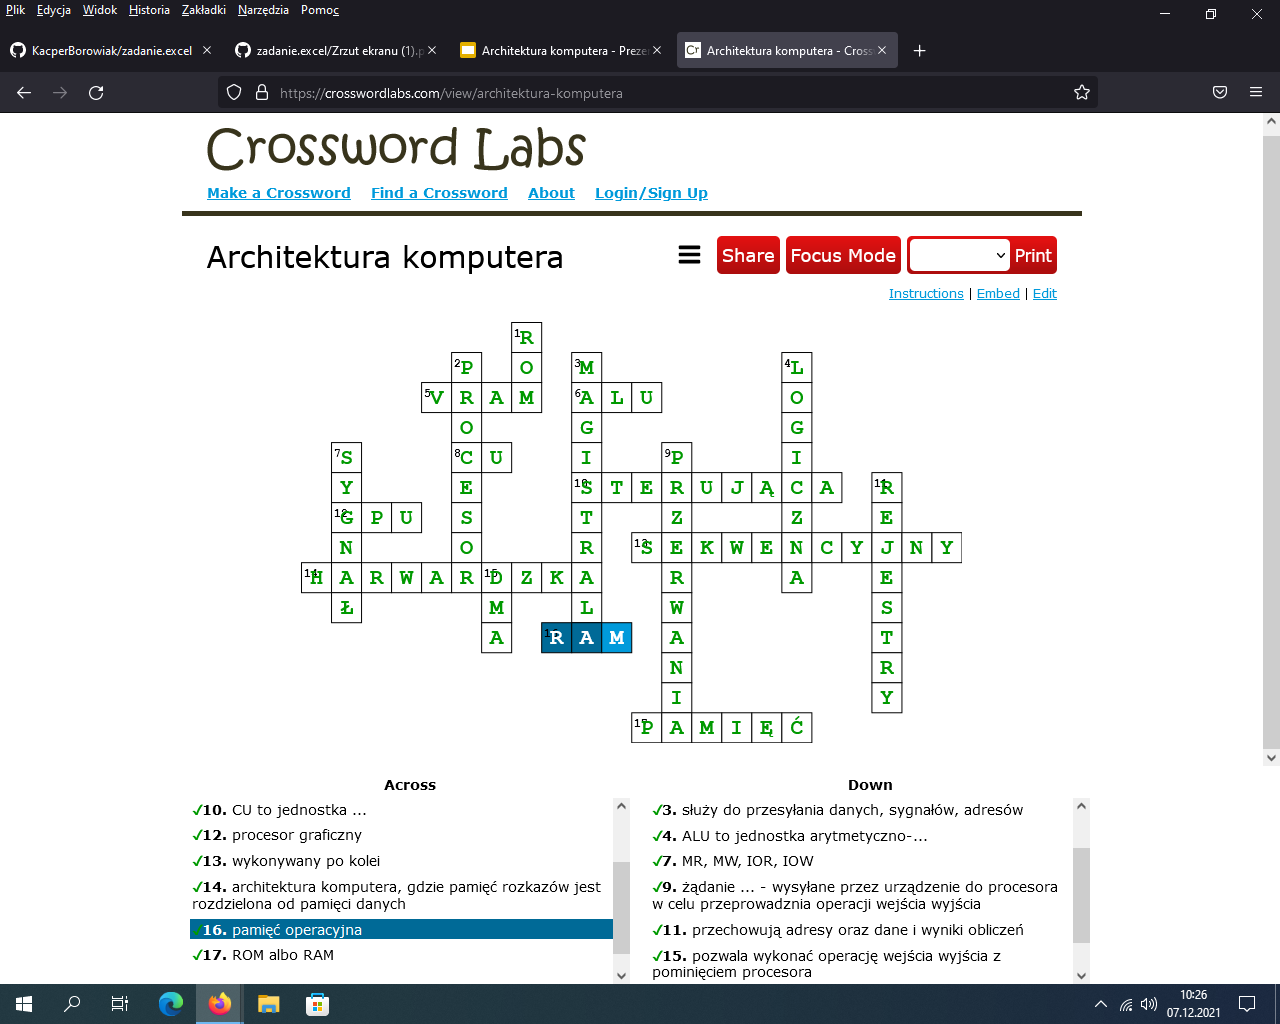 Plik Edycja Widok Historia Zakładki Narzędzia Pomoc
KacperBorowiak/zadanie.excel
zadanie.excel/Zrzut ekranu (1).p
Architektura komputera - Preze
Architektura komputera - Cross
https://crosswordlabs.com/view/architektura-komputera
Crossword Labs
Make a Crossword Find a Crossword About Login/Sign Up
Architektura komputera
Share Focus Mode Print
Instructions | Embed | Edit
1 R
2 P O 3 M 4 L
5 V R A M 6 A L U O
O G G
7 S 8 C U I 9 P I
Y E 10 S T E R U J Ą C A 11 R
12 G P U S T Z Z E
N O R 13 S E K W E N C Y J N Y
14 H A R W A R 15 D Z K A R A E
Ł M L W S
A 16 R A M A T
N R
I Y
17 P A M I Ę Ć
Across
✓10. CU to jednostka ...
✓12. procesor graficzny
✓13. wykonywany po kolei
✓14. architektura komputera, gdzie pamięć rozkazów jest
rozdzielona od pamięci danych
✓16. pamięć operacyjna
✓17. ROM albo RAM
Down
✓3. służy do przesyłania danych, sygnałów, adresów
✓4. ALU to jednostka arytmetyczno-...
✓7. MR, MW, IOR, IOW
✓9. żądanie ... - wysyłane przez urządzenie do procesora
w celu przeprowadznia operacji wejścia wyjścia
✓11. przechowują adresy oraz dane i wyniki obliczeń
✓15. pozwala wykonać operację wejścia wyjścia z
pominięciem procesora
10:26
07.12.2021